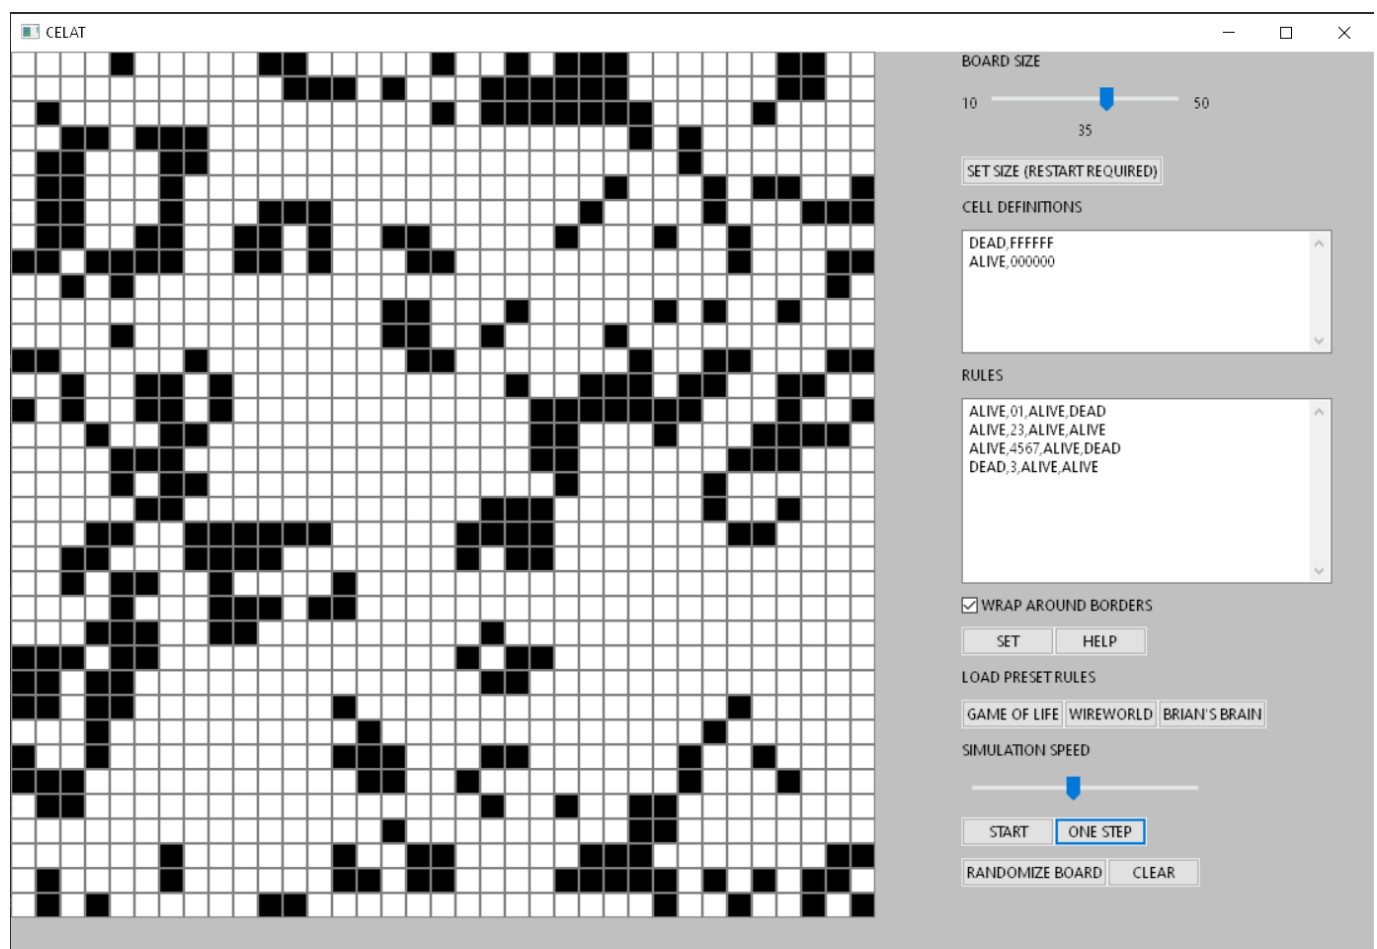 CELAT
BOARD SIZE
10 50
35
SET SIZE (RESTART REQUIRED)
CELL DEFINITIONS
DEAD,FFFFFF
ALIVE,000000
RULES
ALIVE,01,ALIVE,DEAD
ALIVE,23,ALIVE,ALIVE
ALIVE,4567,ALIVE,DEAD
DEAD,3,ALIVE,ALIVE
WRAP AROUND BORDERS
SET HELP
LOAD PRESET RULES
GAME OF LIFE WIREWORLD BRIAN'S BRAIN
SIMULATION SPEED
START ONE STEP
RANDOMIZE BOARD CLEAR